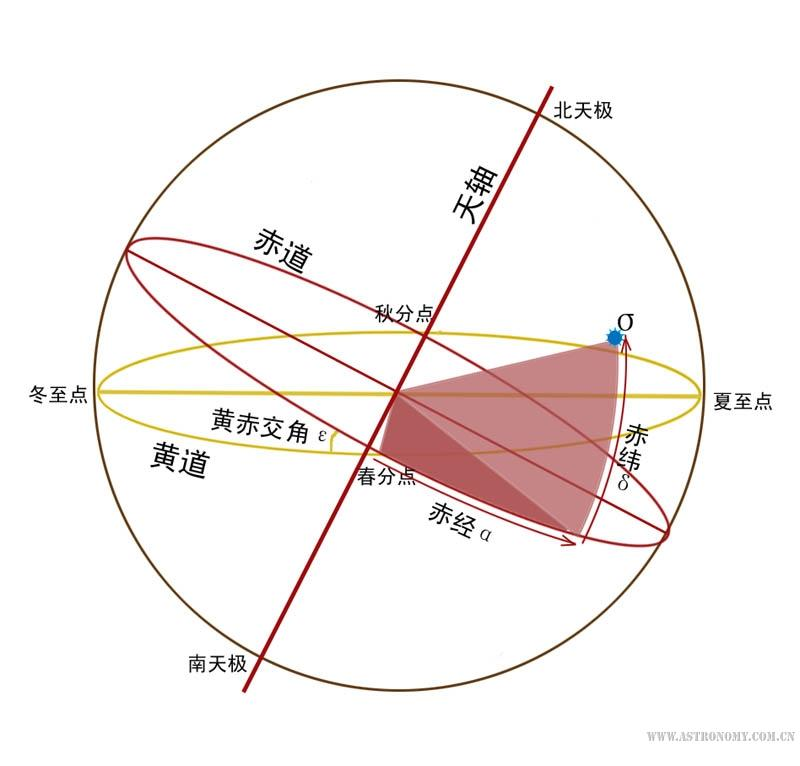 北天极
天轴
赤道
秋分点
σ
冬至点
夏至点
黄赤交角 ε
赤纬 δ
黄道
春分点
赤经 α
南天极
WWW.ASTRONOMY.COM.CN